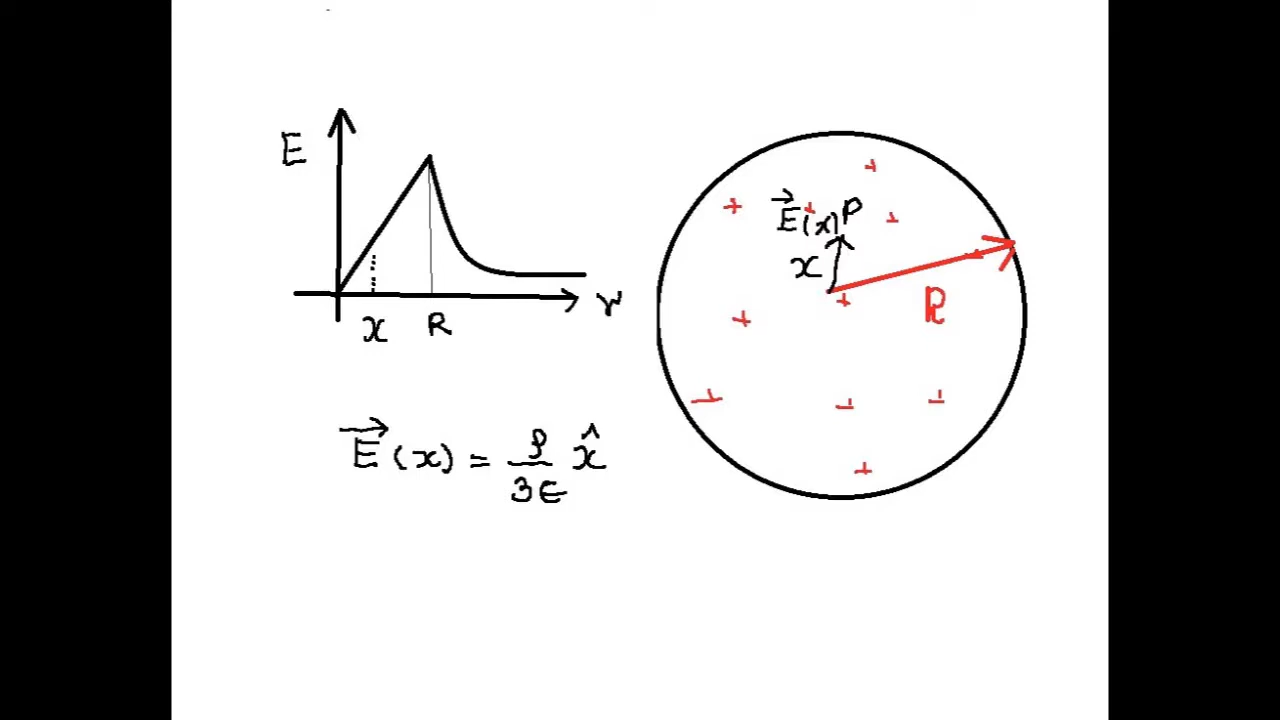 E
r
x
R
E⃗(x) = ρ/3ϵ x̂
E⃗(x) P
x
R